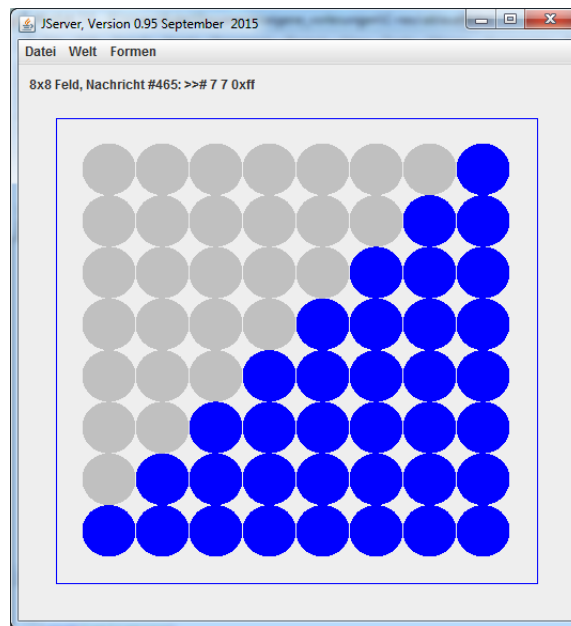 JServer, Version 0.95 September 2015
Datei Welt Formen
8x8 Feld, Nachricht #465: >># 7 7 0xff